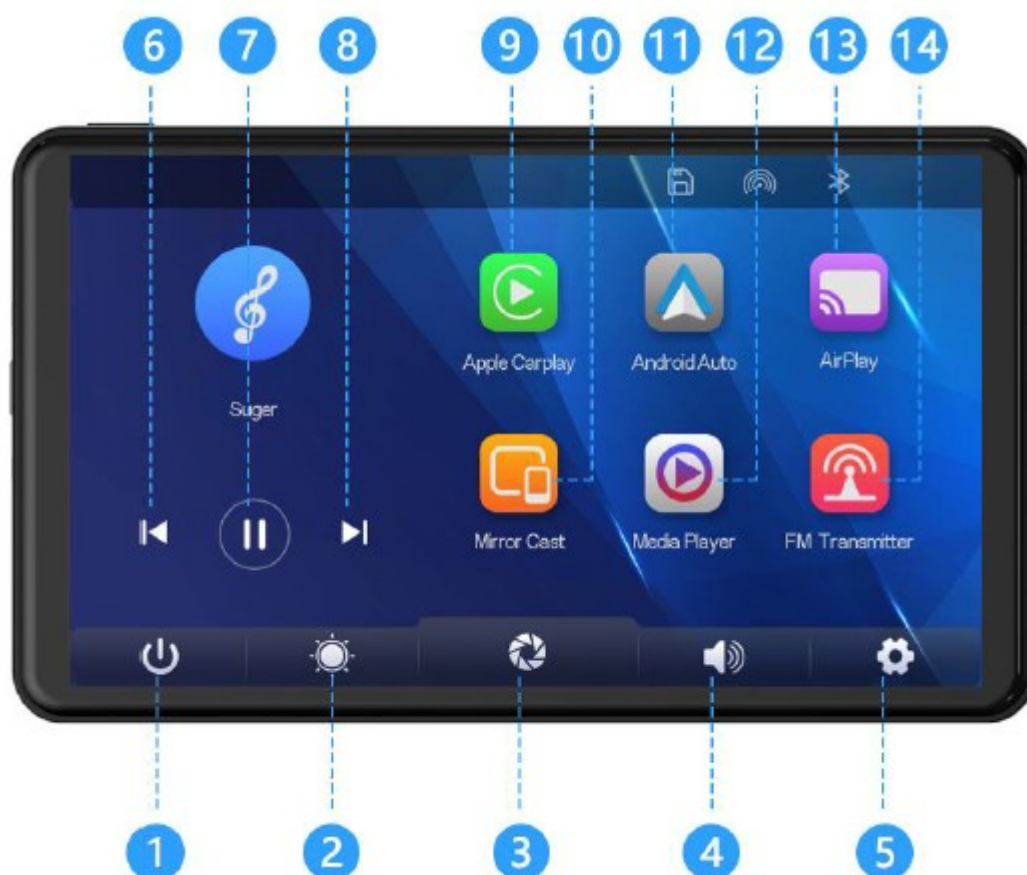 6 7 8 9 10 11 12 13 14
Suger
Apple Carplay Android Auto AirPlay
Mirror Cast Media Player FM Transmitter
1 2 3 4 5